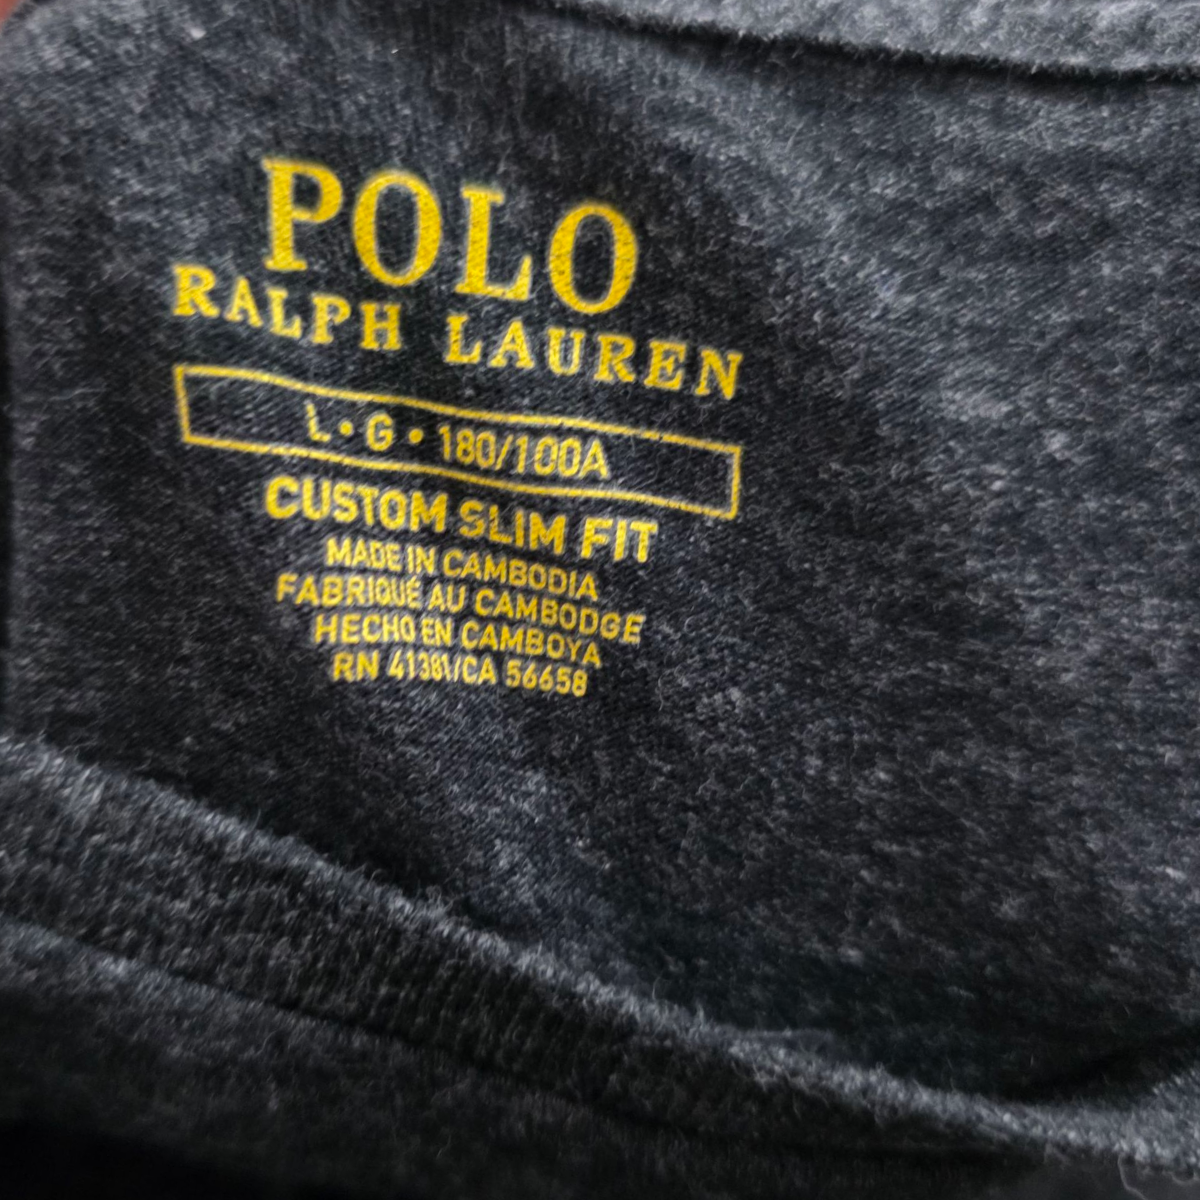 POLO
RALPH LAUREN
L • G • 180/100A
CUSTOM SLIM FIT
MADE IN CAMBODIA
FABRIQUÉ AU CAMBODGE
HECHO EN CAMBOYA
RN 41381/CA 56658